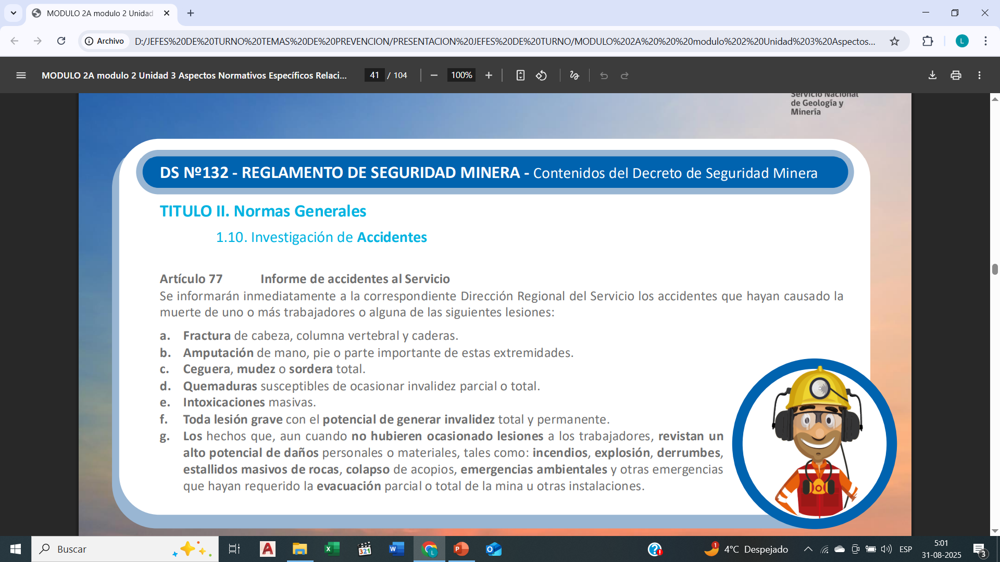 MODULO 2A modulo 2 Unidad
Archivo
D:/JEFES%20DE%20TURNO%20TEMAS%20DE%20PREVENCION/PRESENTACION%20JEFES%20DE%20TURNO/MODULO%202A%20%20%20modulo%202%20Unidad%203%20Aspectos...
L
MODULO 2A modulo 2 Unidad 3 Aspectos Normativos Específicos Relaci...
41 / 104
100%
Servicio Nacional
de Geología y
Minería
DS Nº132 - REGLAMENTO DE SEGURIDAD MINERA - Contenidos del Decreto de Seguridad Minera
TITULO II. Normas Generales
1.10. Investigación de Accidentes
Artículo 77 Informe de accidentes al Servicio
Se informarán inmediatamente a la correspondiente Dirección Regional del Servicio los accidentes que hayan causado la
muerte de uno o más trabajadores o alguna de las siguientes lesiones:
a. Fractura de cabeza, columna vertebral y caderas.
b. Amputación de mano, pie o parte importante de estas extremidades.
c. Ceguera, mudez o sordera total.
d. Quemaduras susceptibles de ocasionar invalidez parcial o total.
e. Intoxicaciones masivas.
f. Toda lesión grave con el potencial de generar invalidez total y permanente.
g. Los hechos que, aun cuando no hubieren ocasionado lesiones a los trabajadores, revistan un
alto potencial de daños personales o materiales, tales como: incendios, explosión, derrumbes,
estallidos masivos de rocas, colapso de acopios, emergencias ambientales y otras emergencias
que hayan requerido la evacuación parcial o total de la mina u otras instalaciones.
Buscar
321
1
4°C Despejado
ESP
5:01
31-08-2025
3